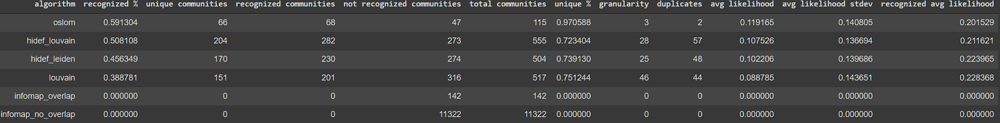 algorithm recognized % unique communities recognized communities not recognized communities total communities unique % granularity duplicates avg likelihood avg likelihood stdev recognized avg likelihood
oslom 0.591304 66 68 47 115 0.970588 3 2 0.119165 0.140805 0.201529
hidef_louvain 0.508108 204 282 273 555 0.723404 28 57 0.107526 0.136694 0.211621
hidef_leiden 0.456349 170 230 274 504 0.739130 25 48 0.102206 0.139686 0.223965
louvain 0.388781 151 201 316 517 0.751244 46 44 0.088785 0.143651 0.228368
infomap_overlap 0.000000 0 0 142 142 0.000000 0 0 0.000000 0.000000 0.000000
infomap_no_overlap 0.000000 0 0 11322 11322 0.000000 0 0 0.000000 0.000000 0.000000